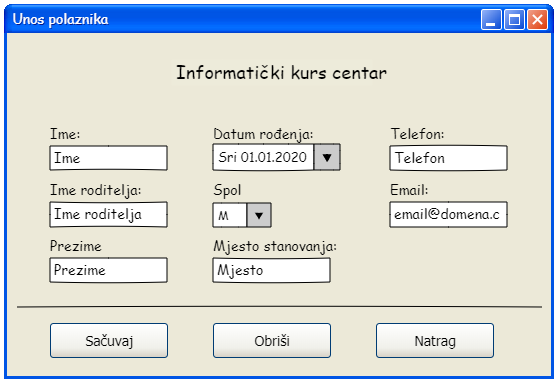 Unos polaznika
Informatički kurs centar
Ime:
Ime
Datum rođenja:
Sri 01.01.2020
Telefon:
Telefon
Ime roditelja:
Ime roditelja
Spol
M
Email:
email@domena.c
Prezime
Prezime
Mjesto stanovanja:
Mjesto
Sačuvaj
Obriši
Natrag